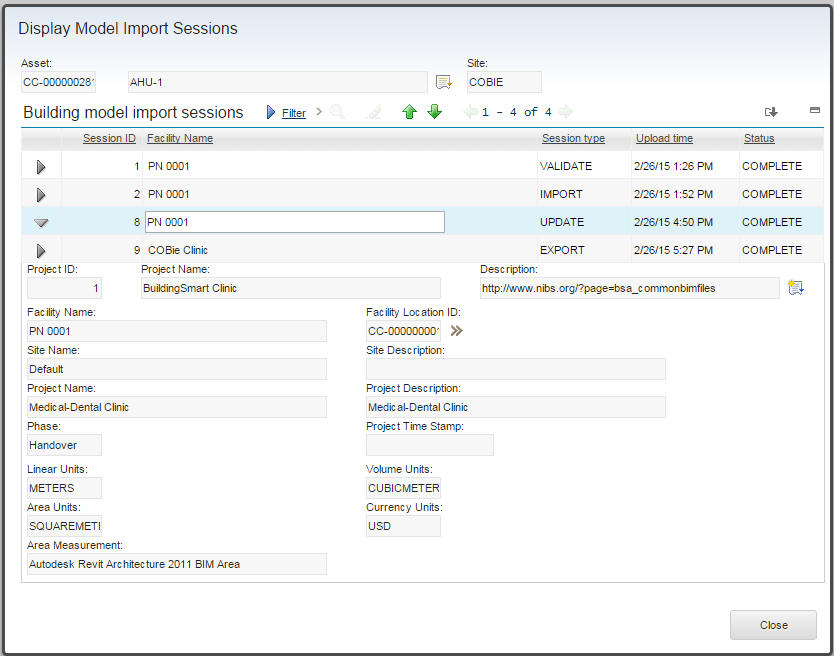 Display Model Import Sessions
Asset: Site:
CC-00000028 AHU-1 COBIE
Building model import sessions Filter 1 - 4 of 4
Session ID Facility Name Session type Upload time Status
1 PN 0001 VALIDATE 2/26/15 1:26 PM COMPLETE
2 PN 0001 IMPORT 2/26/15 1:52 PM COMPLETE
8 PN 0001 UPDATE 2/26/15 4:50 PM COMPLETE
9 COBie Clinic EXPORT 2/26/15 5:27 PM COMPLETE
Project ID: Project Name: Description:
1 BuildingSmart Clinic http://www.nibs.org/?page=bsa_commonbimfiles
Facility Name: Facility Location ID:
PN 0001 CC-00000000
Site Name: Site Description:
Default
Project Name: Project Description:
Medical-Dental Clinic Medical-Dental Clinic
Phase: Project Time Stamp:
Handover
Linear Units: Volume Units:
METERS CUBICMETER
Area Units: Currency Units:
SQUAREMETI USD
Area Measurement:
Autodesk Revit Architecture 2011 BIM Area
Close